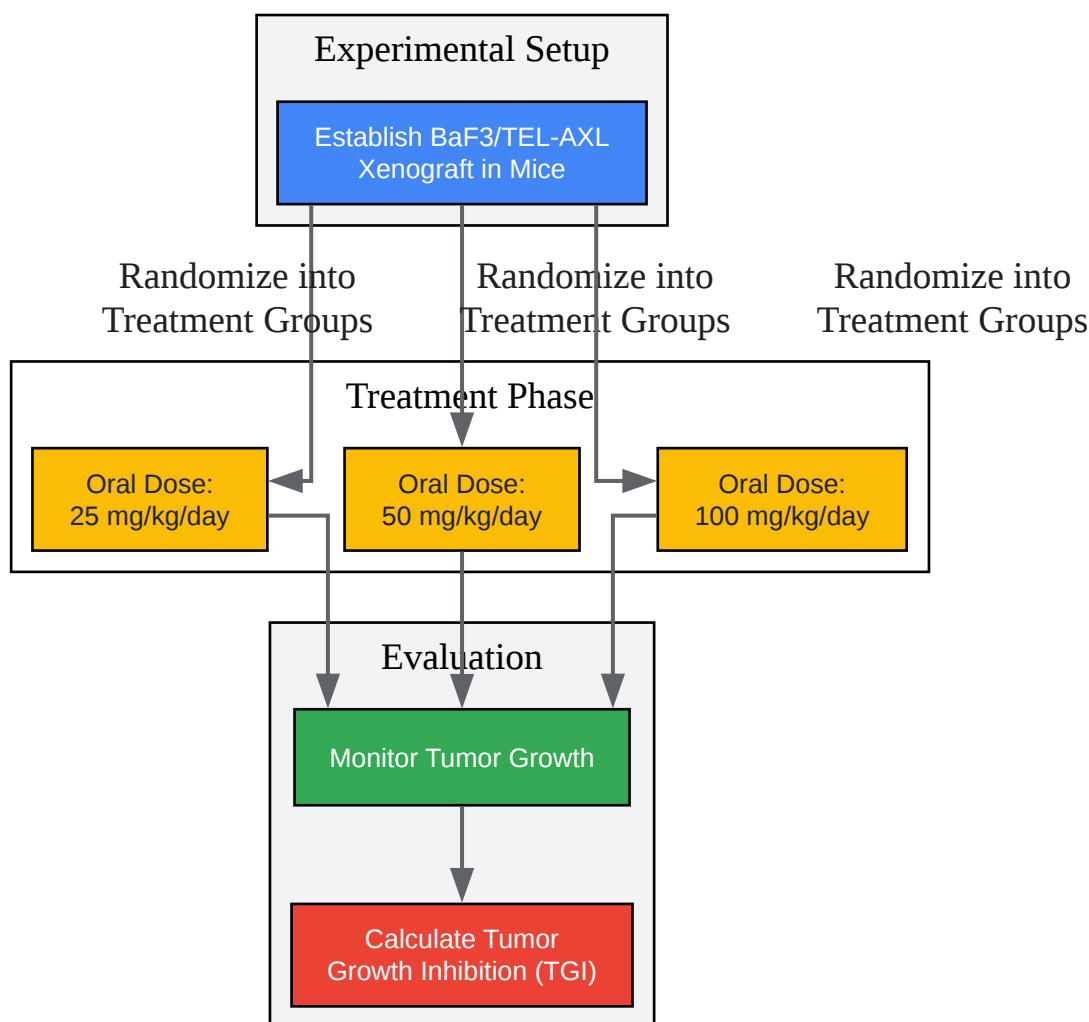 Experimental Setup
Establish BaF3/TEL-AXL
Xenograft in Mice
Randomize into
Treatment Groups
Randomize into
Treatment Groups
Randomize into
Treatment Groups
Treatment Phase
Oral Dose:
25 mg/kg/day
Oral Dose:
50 mg/kg/day
Oral Dose:
100 mg/kg/day
Evaluation
Monitor Tumor Growth
Calculate Tumor
Growth Inhibition (TGI)